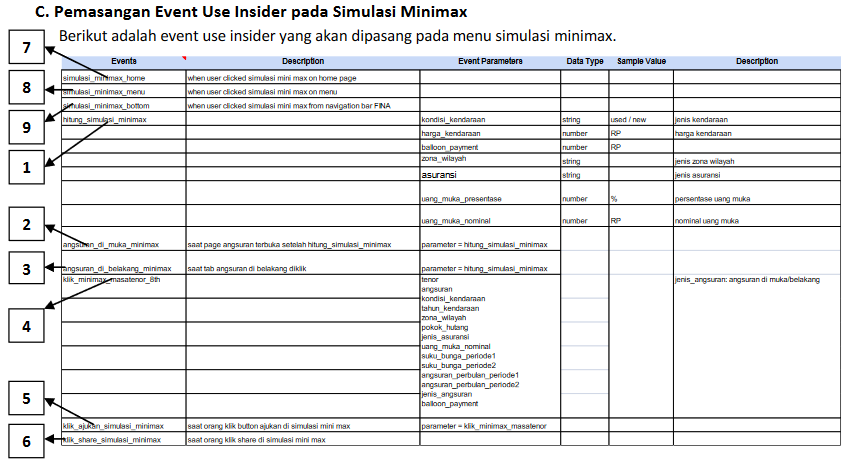 C. Pemasangan Event Use Insider pada Simulasi Minimax
Berikut adalah event use insider yang akan dipasang pada menu simulasi minimax.
7
Events Description Event Parameters Data Type Sample Value Description
simulasi_minimax_home when user clicked simulasi mini max on home page
8
simulasi_minimax_menu when user clicked simulasi mini max on menu
simulasi_minimax_bottom when user clicked simulasi mini max from navigation bar FINA
9
hitung_simulasi_minimax kondisi_kendaraan string used / new jenis kendaraan
harga_kendaraan number RP harga kendaraan
balloon_payment number RP
1
zona_wilayah string jenis zona wilayah
asuransi string jenis asuransi
uang_muka_presentase number % persentase uang muka
2
uang_muka_nominal number RP nominal uang muka
angsuran_di_muka_minimax saat page angsuran terbuka setelah hitung_simulasi_minimax parameter = hitung_simulasi_minimax
3
angsuran_di_belakang_minimax saat tab angsuran di belakang diklik parameter = hitung_simulasi_minimax
klik_minimax_masatenor_8th tenor jenis_angsuran: angsuran di muka/belakang
angsuran
kondisi_kendaraan
tahun_kendaraan
zona_wilayah
4
pokok_hutang
jenis_asuransi
uang_muka_nominal
suku_bunga_periode1
suku_bunga_periode2
angsuran_perbulan_periode1
angsuran_perbulan_periode2
jenis_angsuran
5
balloon_payment
klik_ajukan_simulasi_minimax saat orang klik button ajukan di simulasi mini max parameter = klik_minimax_masatenor
6
klik_share_simulasi_minimax saat orang klik share di simulasi mini max